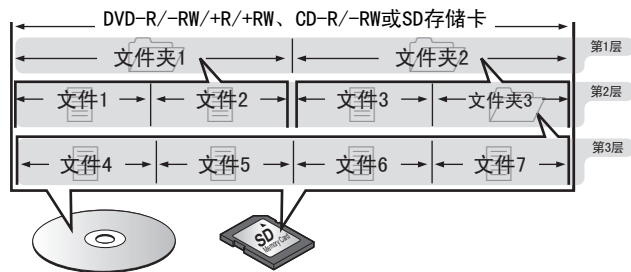 DVD-R/-RW/+R/+RW、CD-R/-RW或SD存储卡
文件夹1 文件夹2 第1层
文件1 文件2 文件3 文件夹3 第2层
文件4 文件5 文件6 文件7 第3层
SD
Memory Card